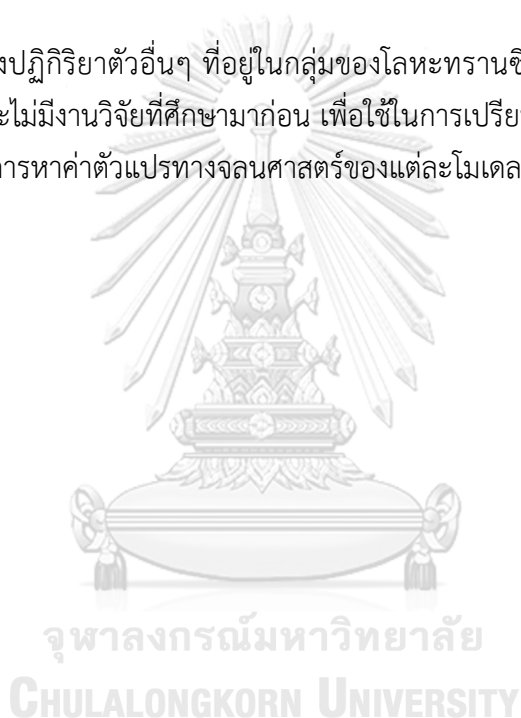 งปฏิกิริยาตัวอื่นๆ ที่อยู่ในกลุ่มของโลหะทรานซิ
ะไม่มีงานวิจัยที่ศึกษามาก่อน เพื่อใช้ในการเปรีย
การหาค่าตัวแปรทางจลนศาสตร์ของแต่ละโมเดล
จุฬาลงกรณ์มหาวิทยาลัย
CHULALONGKORN UNIVERSITY